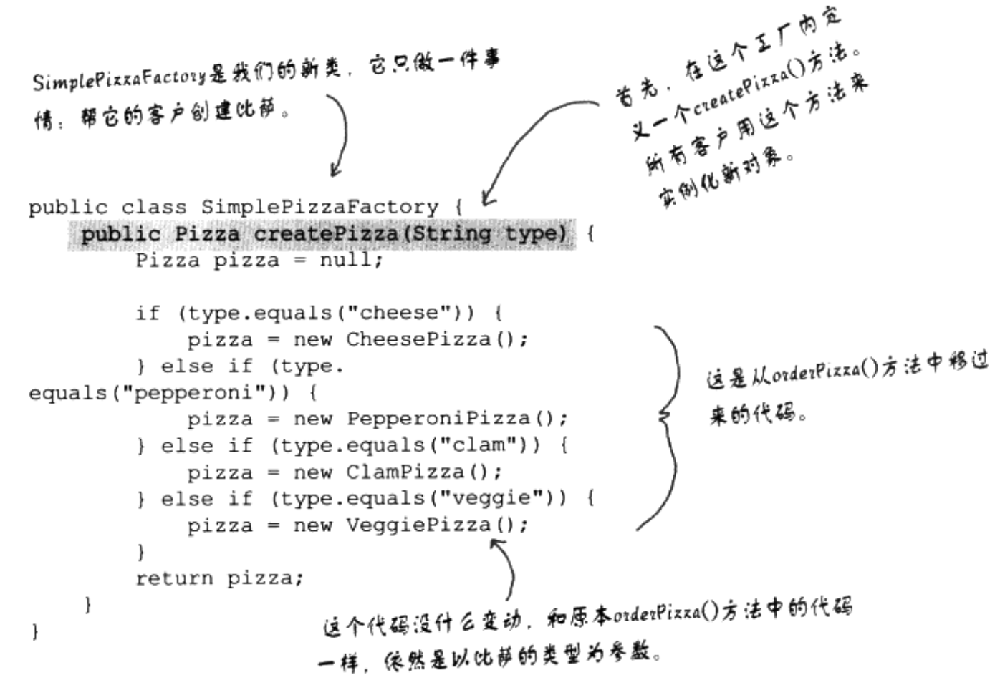 SimplePizzaFactory是我们的新类，它只做一件事
情：帮它的客户创建比萨。
首先，在这个工厂内定
义一个createPizza()方法。
所有客户用这个方法来
实例化新对象。
public class SimplePizzaFactory {
public Pizza createPizza(String type) {
Pizza pizza = null;
if (type.equals("cheese")) {
pizza = new CheesePizza();
} else if (type.
equals("pepperoni")) {
pizza = new PepperoniPizza();
} else if (type.equals("clam")) {
pizza = new ClamPizza();
} else if (type.equals("veggie")) {
pizza = new VeggiePizza();
}
return pizza;
}
}
这是从orderPizza()方法中移过
来的代码。
这个代码没什么变动，和原本orderPizza()方法中的代码
一样，依然是以比萨的类型为参数。